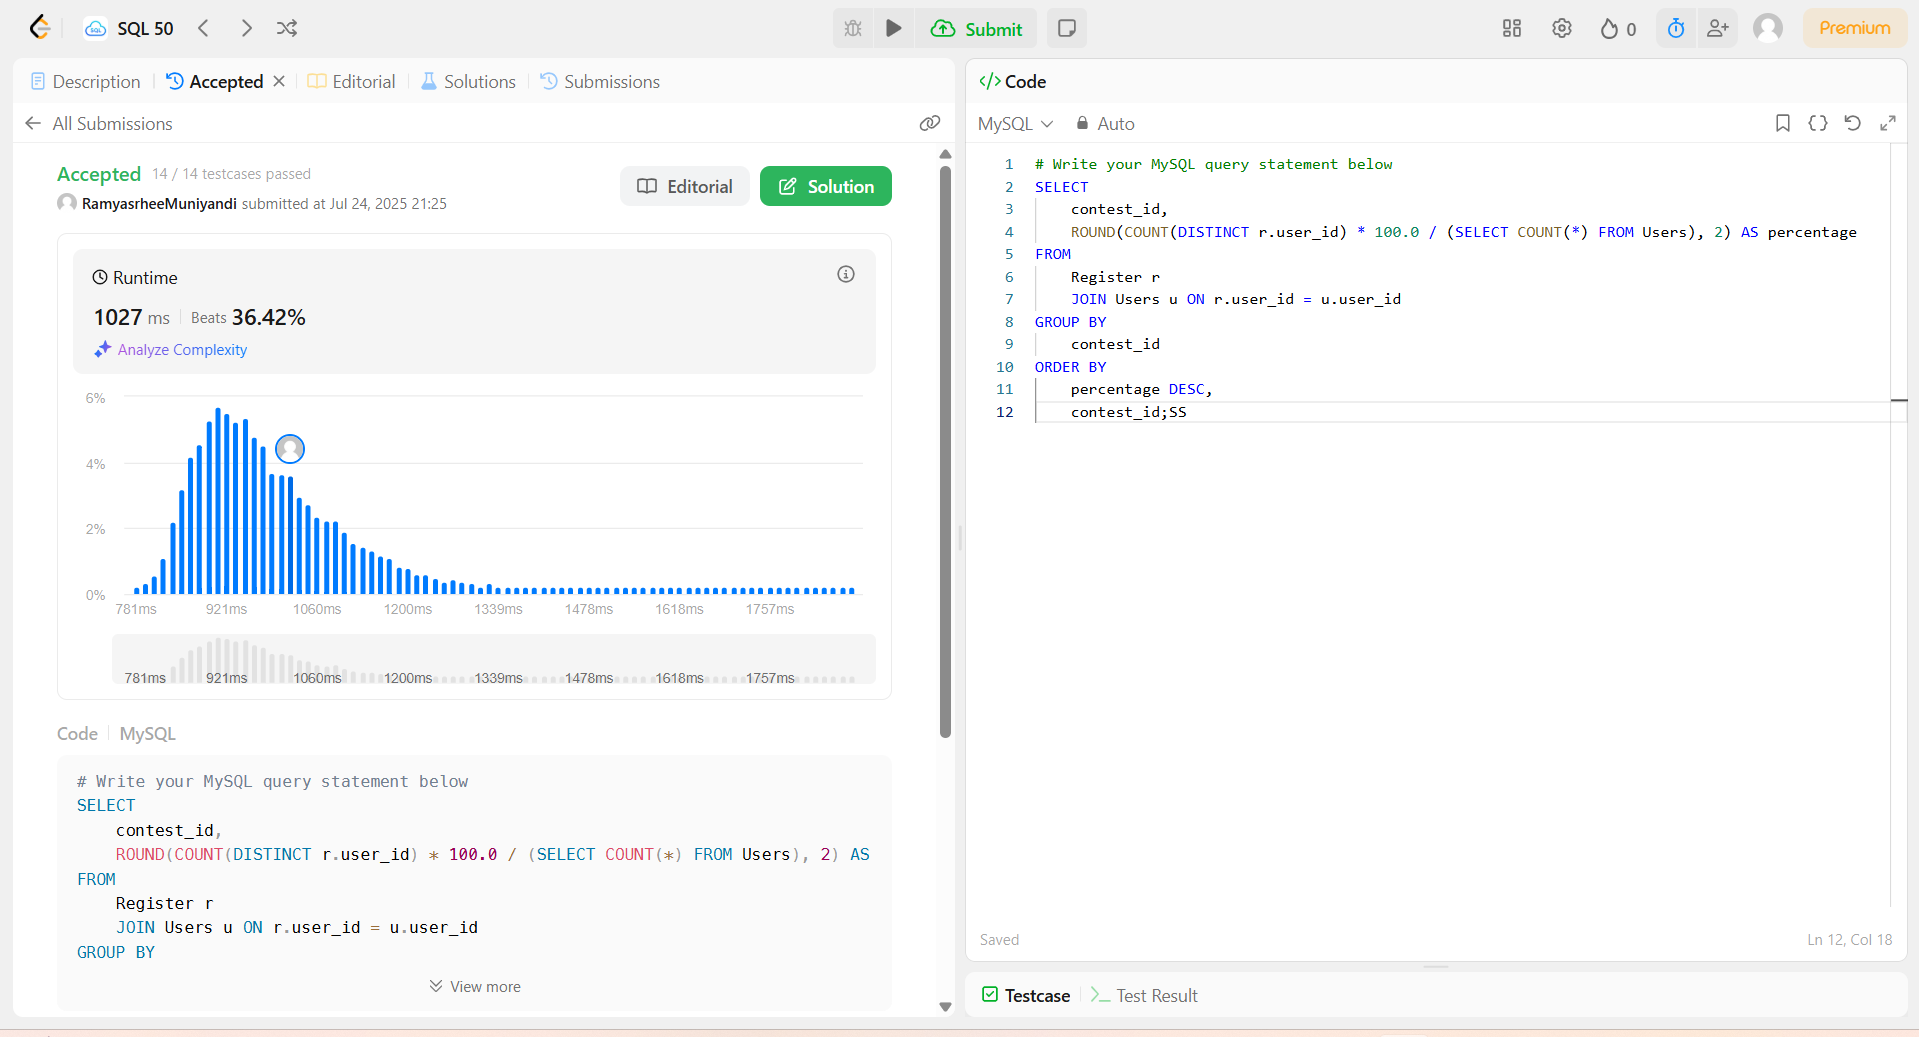 SQL 50
Submit
0
Premium
Description
Accepted
Editorial
Solutions
Submissions
All Submissions
Accepted 14 / 14 testcases passed
RamyasrheeMuniyandi submitted at Jul 24, 2025 21:25
Editorial
Solution
Runtime
1027 ms Beats 36.42%
Analyze Complexity
6%
4%
2%
0%
781ms 921ms 1060ms 1200ms 1339ms 1478ms 1618ms 1757ms
781ms 921ms 1060ms 1200ms 1339ms 1478ms 1618ms 1757ms
Code MySQL
# Write your MySQL query statement below
SELECT
    contest_id,
    ROUND(COUNT(DISTINCT r.user_id) * 100.0 / (SELECT COUNT(*) FROM Users), 2) AS
FROM
    Register r
    JOIN Users u ON r.user_id = u.user_id
GROUP BY
View more
</> Code
MySQL Auto
1 # Write your MySQL query statement below
2 SELECT
3     contest_id,
4     ROUND(COUNT(DISTINCT r.user_id) * 100.0 / (SELECT COUNT(*) FROM Users), 2) AS percentage
5 FROM
6     Register r
7     JOIN Users u ON r.user_id = u.user_id
8 GROUP BY
9     contest_id
10 ORDER BY
11     percentage DESC,
12     contest_id;SS
Saved
Ln 12, Col 18
Testcase
Test Result